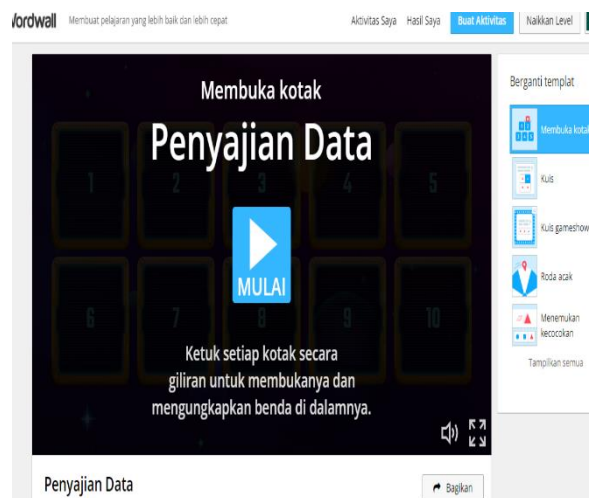 Wordwall Membuat pelajaran yang lebih baik dan lebih cepat Aktivitas Saya Hasil Saya Buat Aktivitas Naikkan Level
Membuka kotak
Penyajian Data
1 2 3 4 5
MULAI
6 7 8 9 10
Ketuk setiap kotak secara
giliran untuk membukanya dan
mengungkapkan benda di dalamnya.
Berganti templat
Membuka kotak
Kuis
Kuis gameshow
Roda acak
Menemukan
kecocokan
Tampilkan semua
Penyajian Data
Bagikan